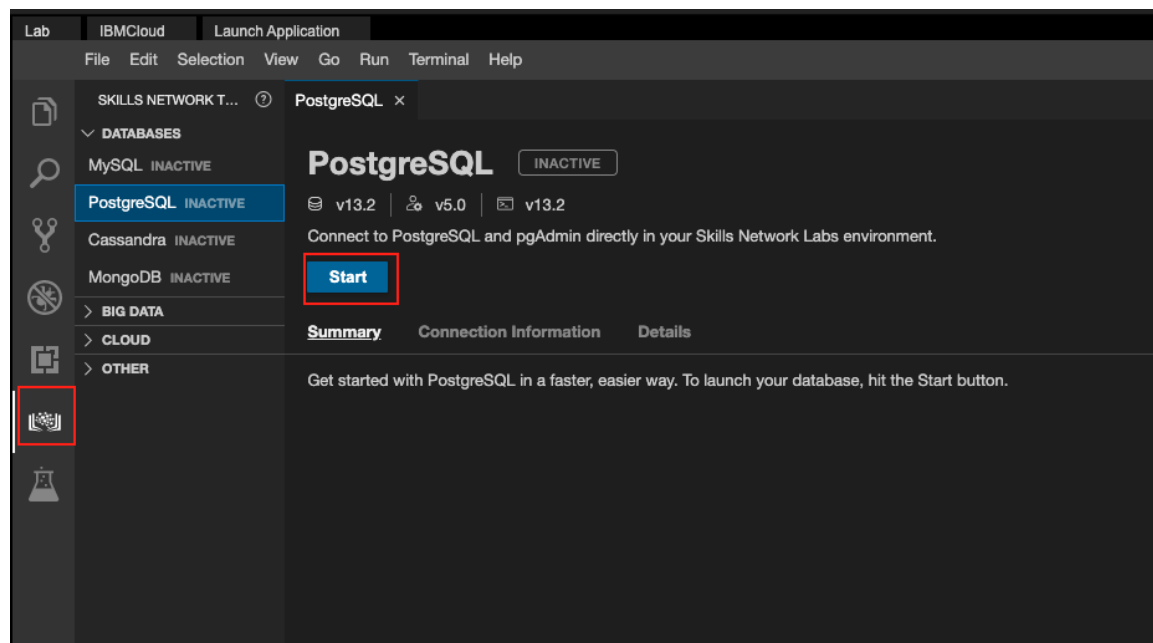 Lab IBMCloud Launch Application
File Edit Selection View Go Run Terminal Help
SKILLS NETWORK T... ?
DATABASES
MySQL INACTIVE
PostgreSQL INACTIVE
Cassandra INACTIVE
MongoDB INACTIVE
BIG DATA
CLOUD
OTHER
PostgreSQL ×
PostgreSQL INACTIVE
v13.2 v5.0 v13.2
Connect to PostgreSQL and pgAdmin directly in your Skills Network Labs environment.
Start
Summary Connection Information Details
Get started with PostgreSQL in a faster, easier way. To launch your database, hit the Start button.